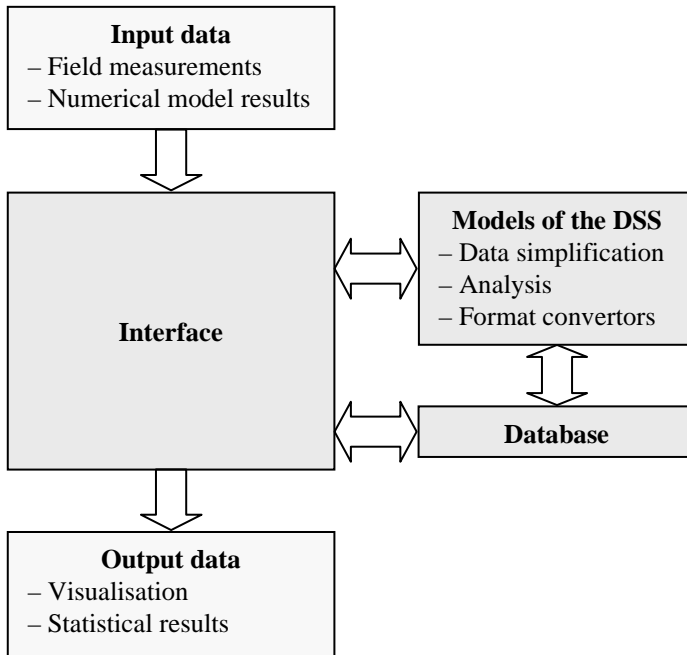 Input data
– Field measurements
– Numerical model results
Interface
Models of the DSS
– Data simplification
– Analysis
– Format convertors
Database
Output data
– Visualisation
– Statistical results